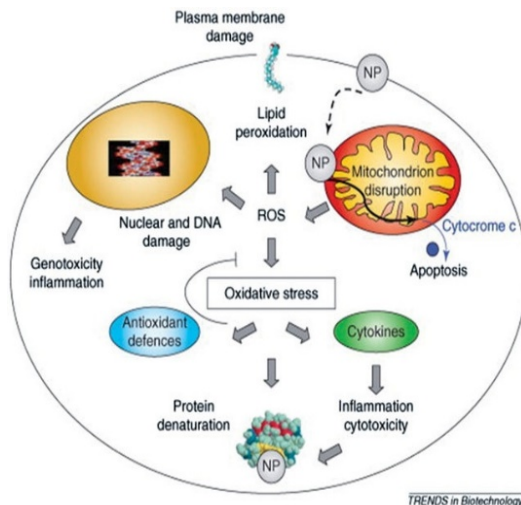 Plasma membrane
damage
NP
Lipid
peroxidation
NP
Mitochondrion
disruption
Nuclear and DNA
damage
ROS
Cytocrome c
Genotoxicity
inflammation
Apoptosis
Oxidative stress
Antioxidant
defences
Cytokines
Protein
denaturation
Inflammation
cytotoxicity
NP
TRENDS in Biotechnology